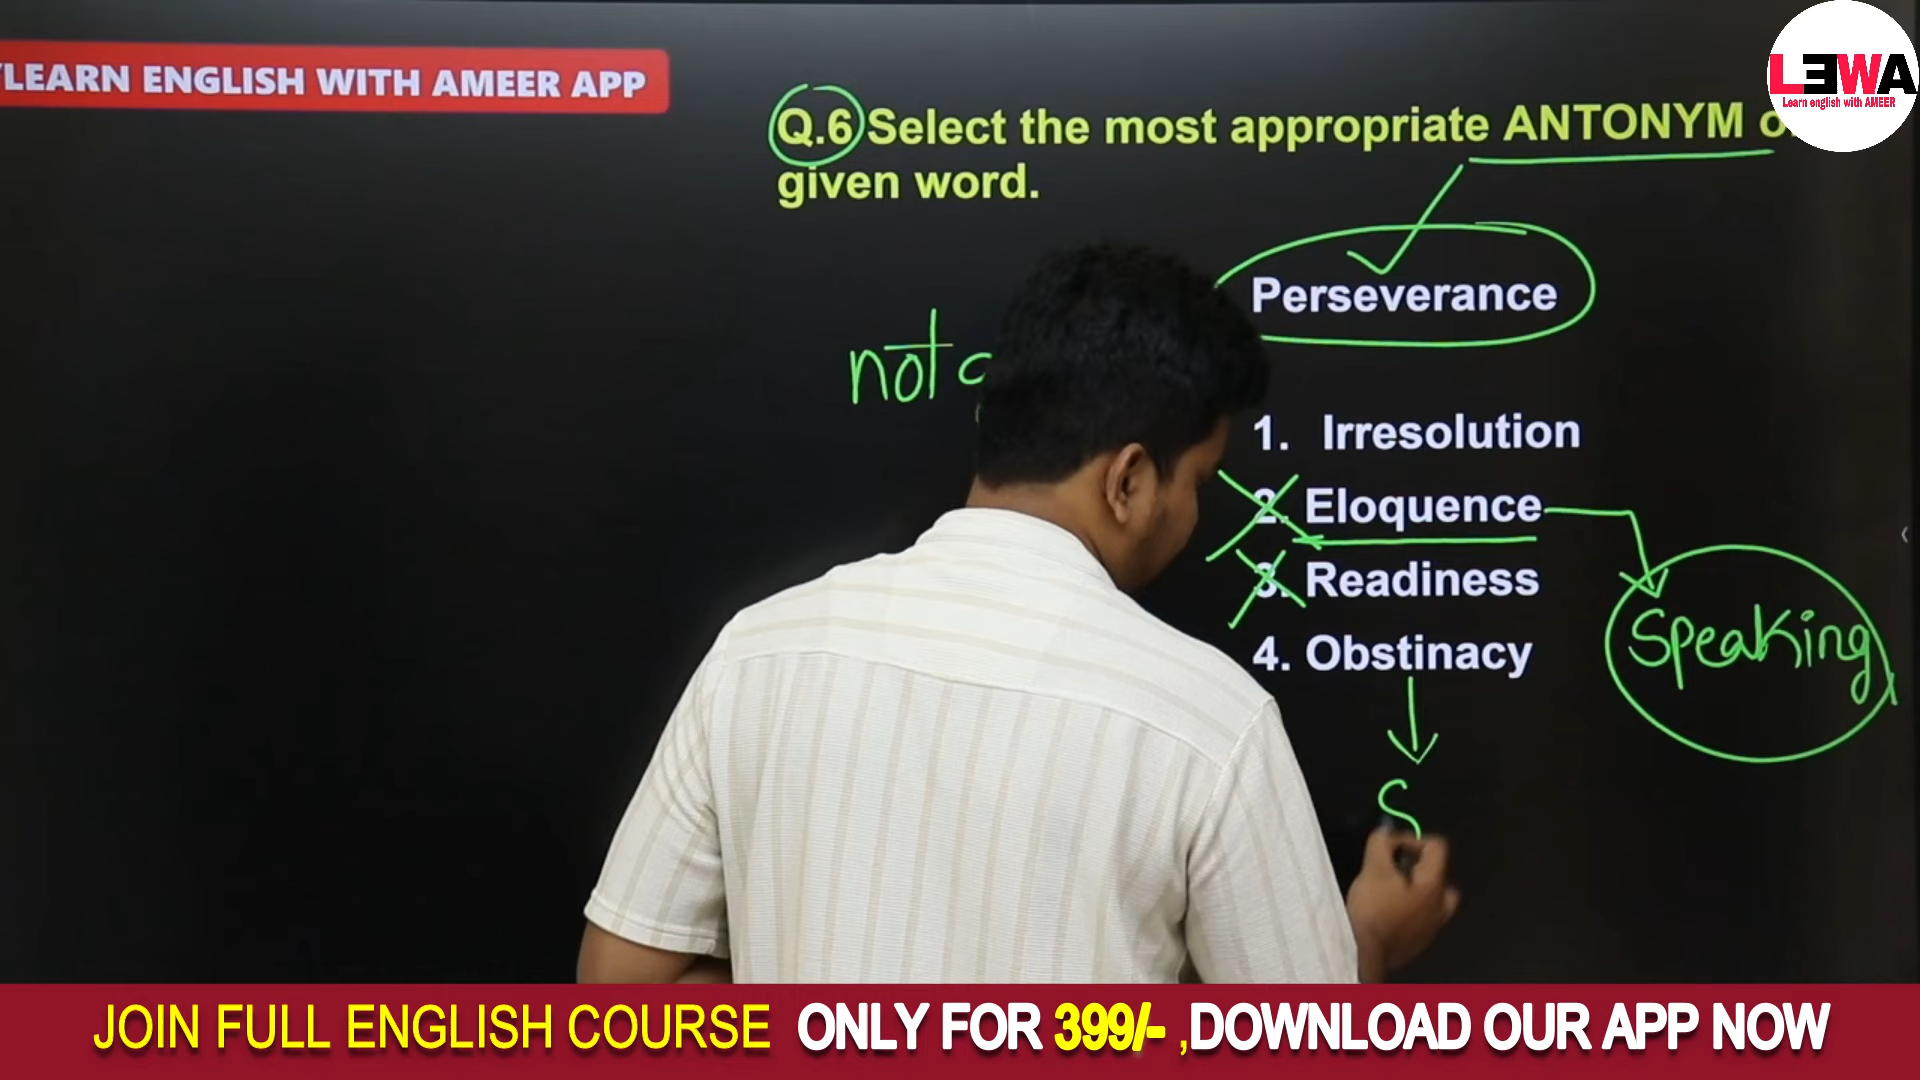 LEARN ENGLISH WITH AMEER APP
LEWA
Learn english with AMEER
Q.6 Select the most appropriate ANTONYM
given word.
Perseverance
not
1. Irresolution
2. Eloquence
3. Readiness
Speaking
4. Obstinacy
S
JOIN FULL ENGLISH COURSE ONLY FOR 399/- ,DOWNLOAD OUR APP NOW